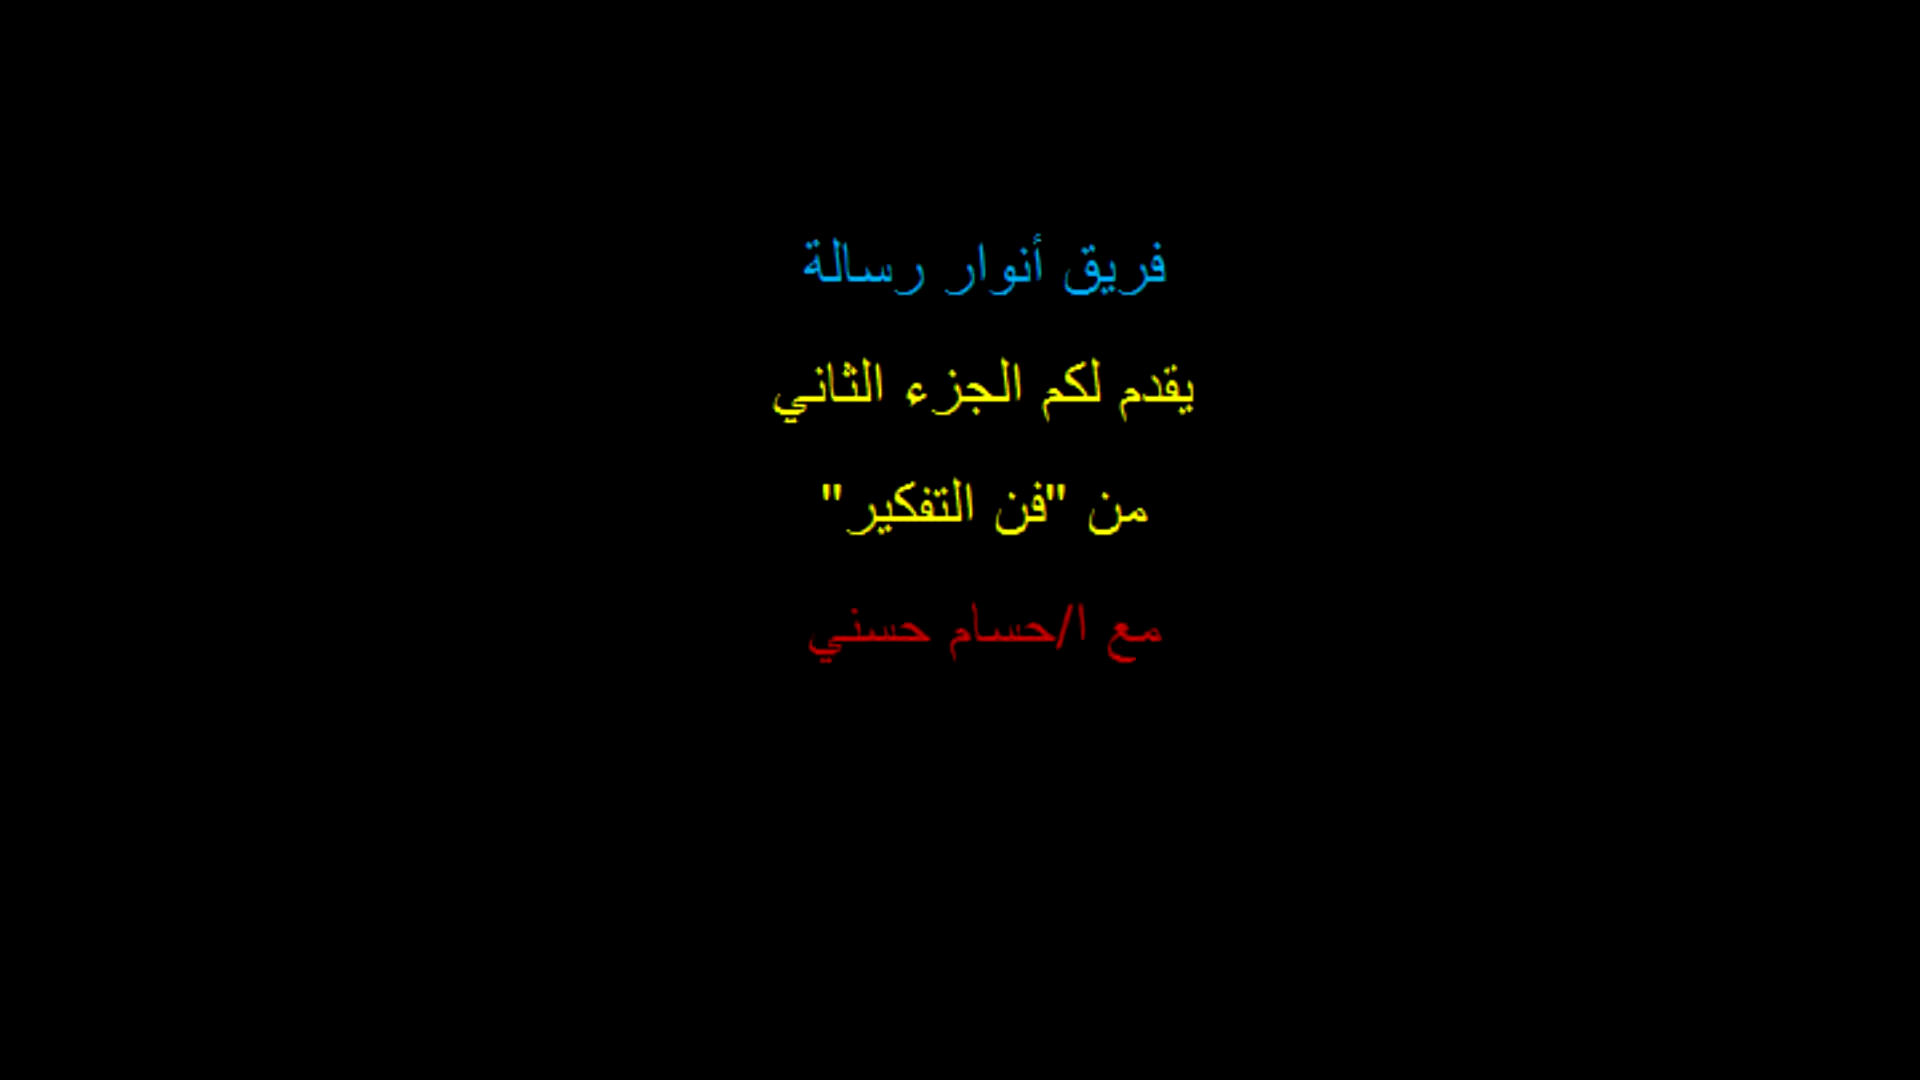 فريق أنوار رسالة
يقدم لكم الجزء الثاني
من "فن التفكير"
مع ا/حسام حسني